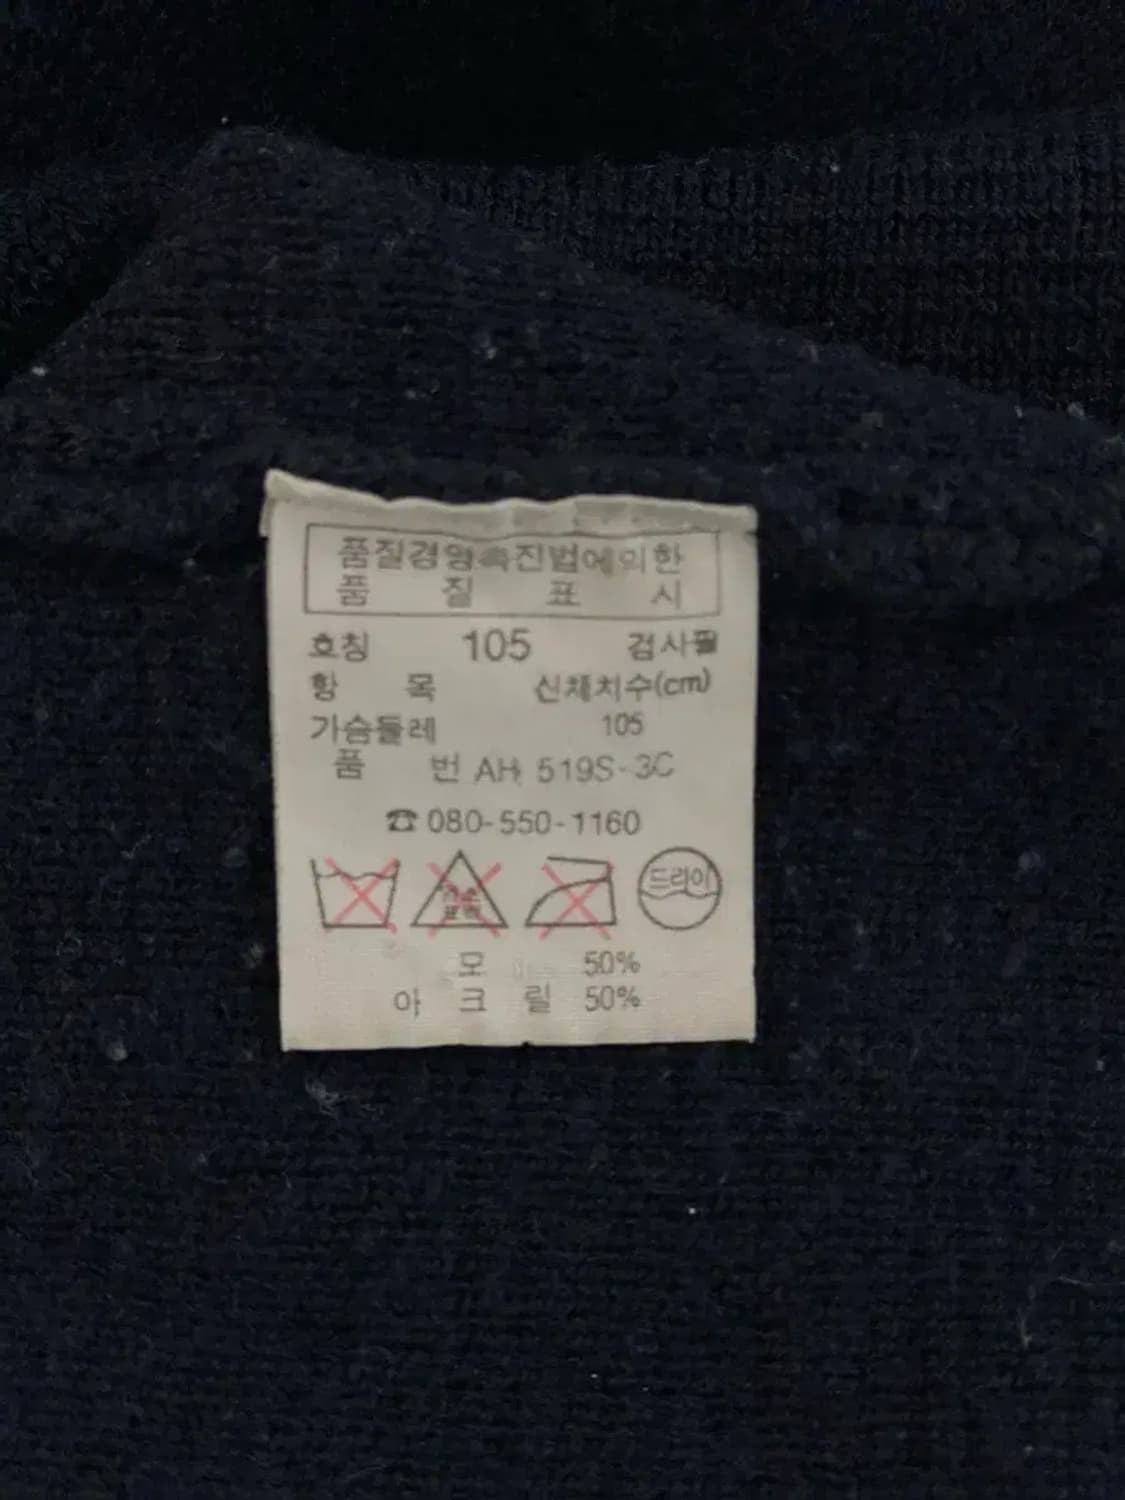 품질경영촉진법에의한
품 질 표 시
호칭 105 검사필
항 목 신체치수(cm)
가슴둘레 105
품 번 AH 519S-3C
☎ 080-550-1160
드라이
모 50%
아 크 릴 50%